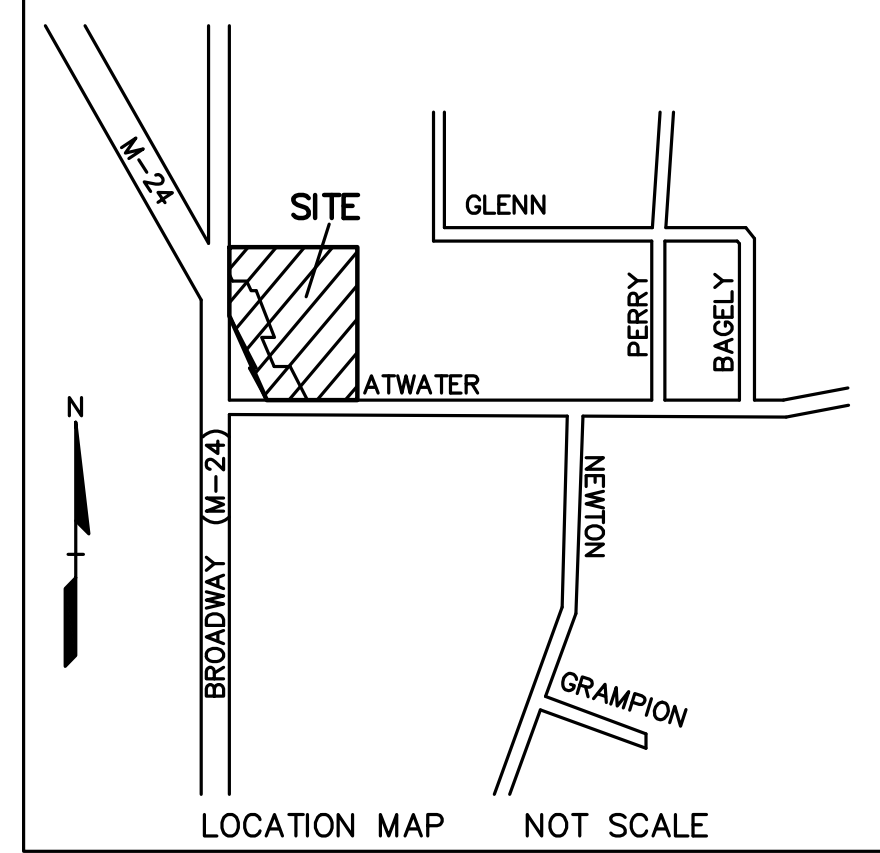 M-24
SITE
GLENN
PERRY
BAGELY
ATWATER
N
BROADWAY (M-24)
NEWTON
GRAMPION
LOCATION MAP NOT SCALE